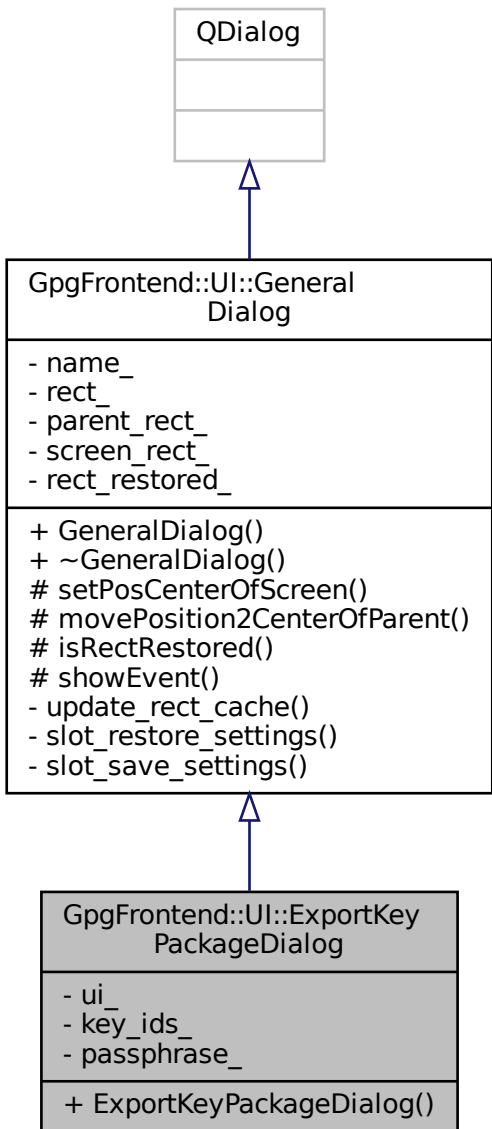 QDialog
GpgFrontend::UI::General
Dialog
- name_
- rect_
- parent_rect_
- screen_rect_
- rect_restored_
+ GeneralDialog()
+ ~GeneralDialog()
# setPosCenterOfScreen()
# movePosition2CenterOfParent()
# isRectRestored()
# showEvent()
- update_rect_cache()
- slot_restore_settings()
- slot_save_settings()
GpgFrontend::UI::ExportKey
PackageDialog
- ui_
- key_ids_
- passphrase_
+ ExportKeyPackageDialog()